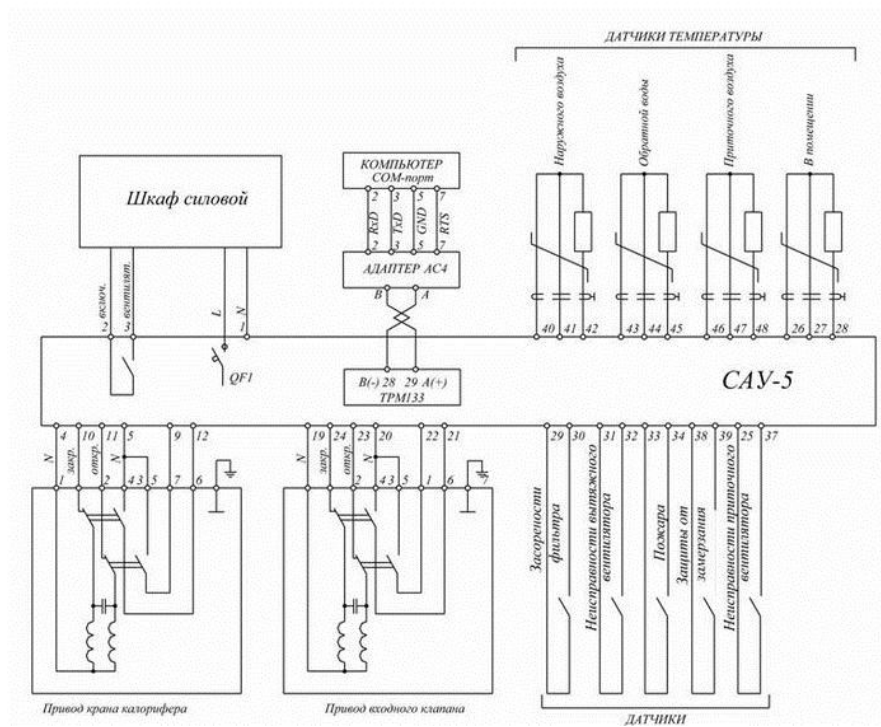 ДАТЧИКИ ТЕМПЕРАТУРЫ
Наружного воздуха
Обратной воды
Приточного воздуха
В помещении
Шкаф силовой
КОМПЬЮТЕР
COM-порт
2 3 5 7
RxD TxD GND RTS
2 3 5 7
АДАПТЕР АС4
B A
включ. вентилят. L N
2 3 1
40 41 42 43 44 45 46 47 48 26 27 28
QF1
B(-) 28 29 A(+)
ТРМ133
САУ-5
4 10 11 5 9 12
N закр. откр. N
1 2 4 3 5 7 6
19 24 23 20 22 21
N закр. откр. N
1 2 4 3 5 1 6 7
29 30 31 32 33 34 38 39 25 37
Засорености
фильтра
Неисправности вытяжного
вентилятора
Пожара
Защиты от
замерзания
Неисправности приточного
вентилятора
Привод крана калорифера
Привод входного клапана
ДАТЧИКИ